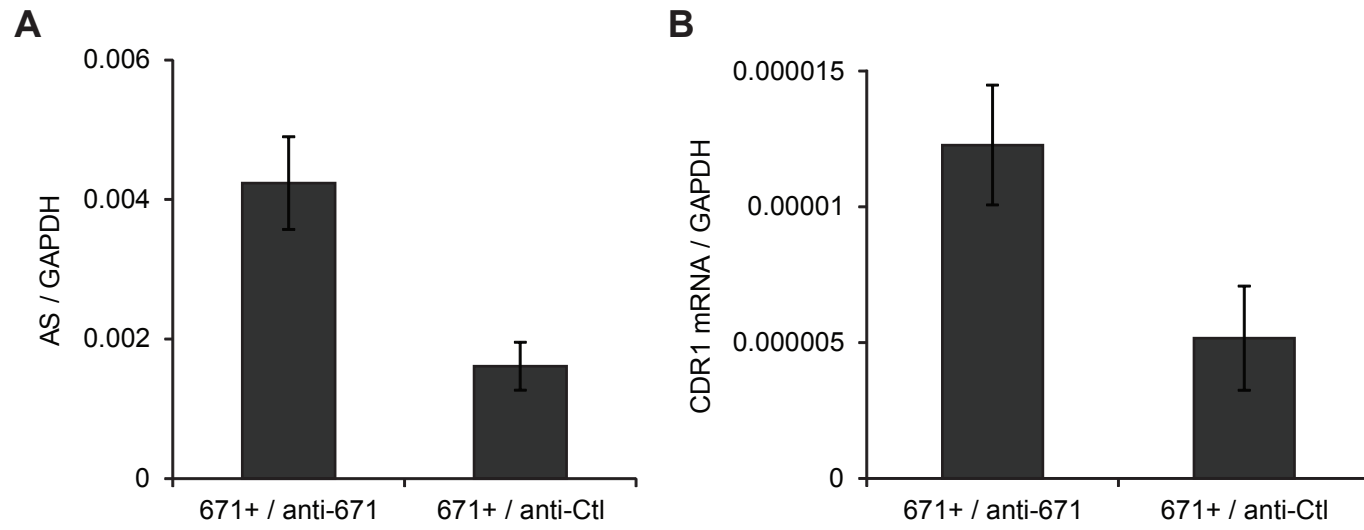 A
0.006
0.004
0.002
0
AS / GAPDH
671+ / anti-671
671+ / anti-Ctl
B
0.000015
0.00001
0.000005
0
CDR1 mRNA / GAPDH
671+ / anti-671
671+ / anti-Ctl